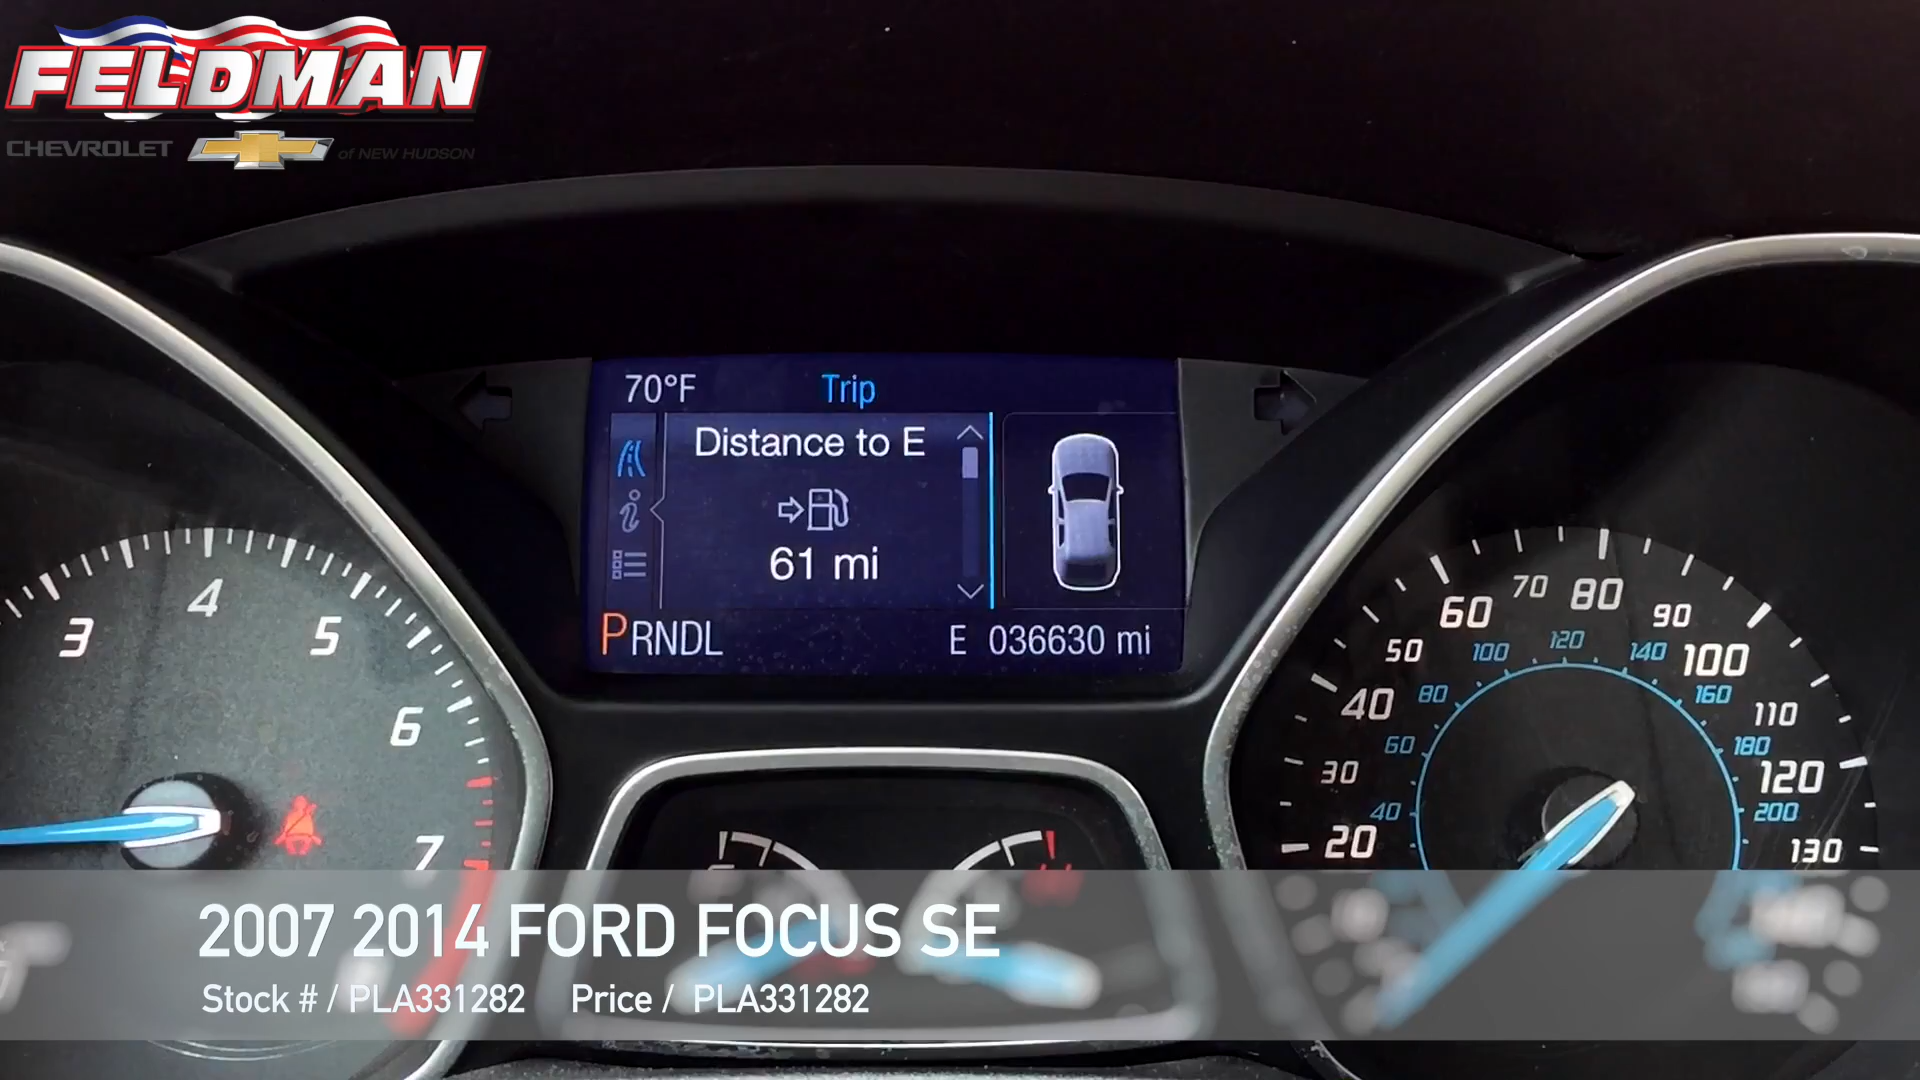 FELDMAN
CHEVROLET of NEW HUDSON
70°F Trip
Distance to E
61 mi
PRNDL E 036630 mi
3 4 5 6 7
20 30 40 50 60 70 80 90 100 110 120 130
40 60 80 100 120 140 160 180 200
2007 2014 FORD FOCUS SE
Stock # / PLA331282 Price / PLA331282